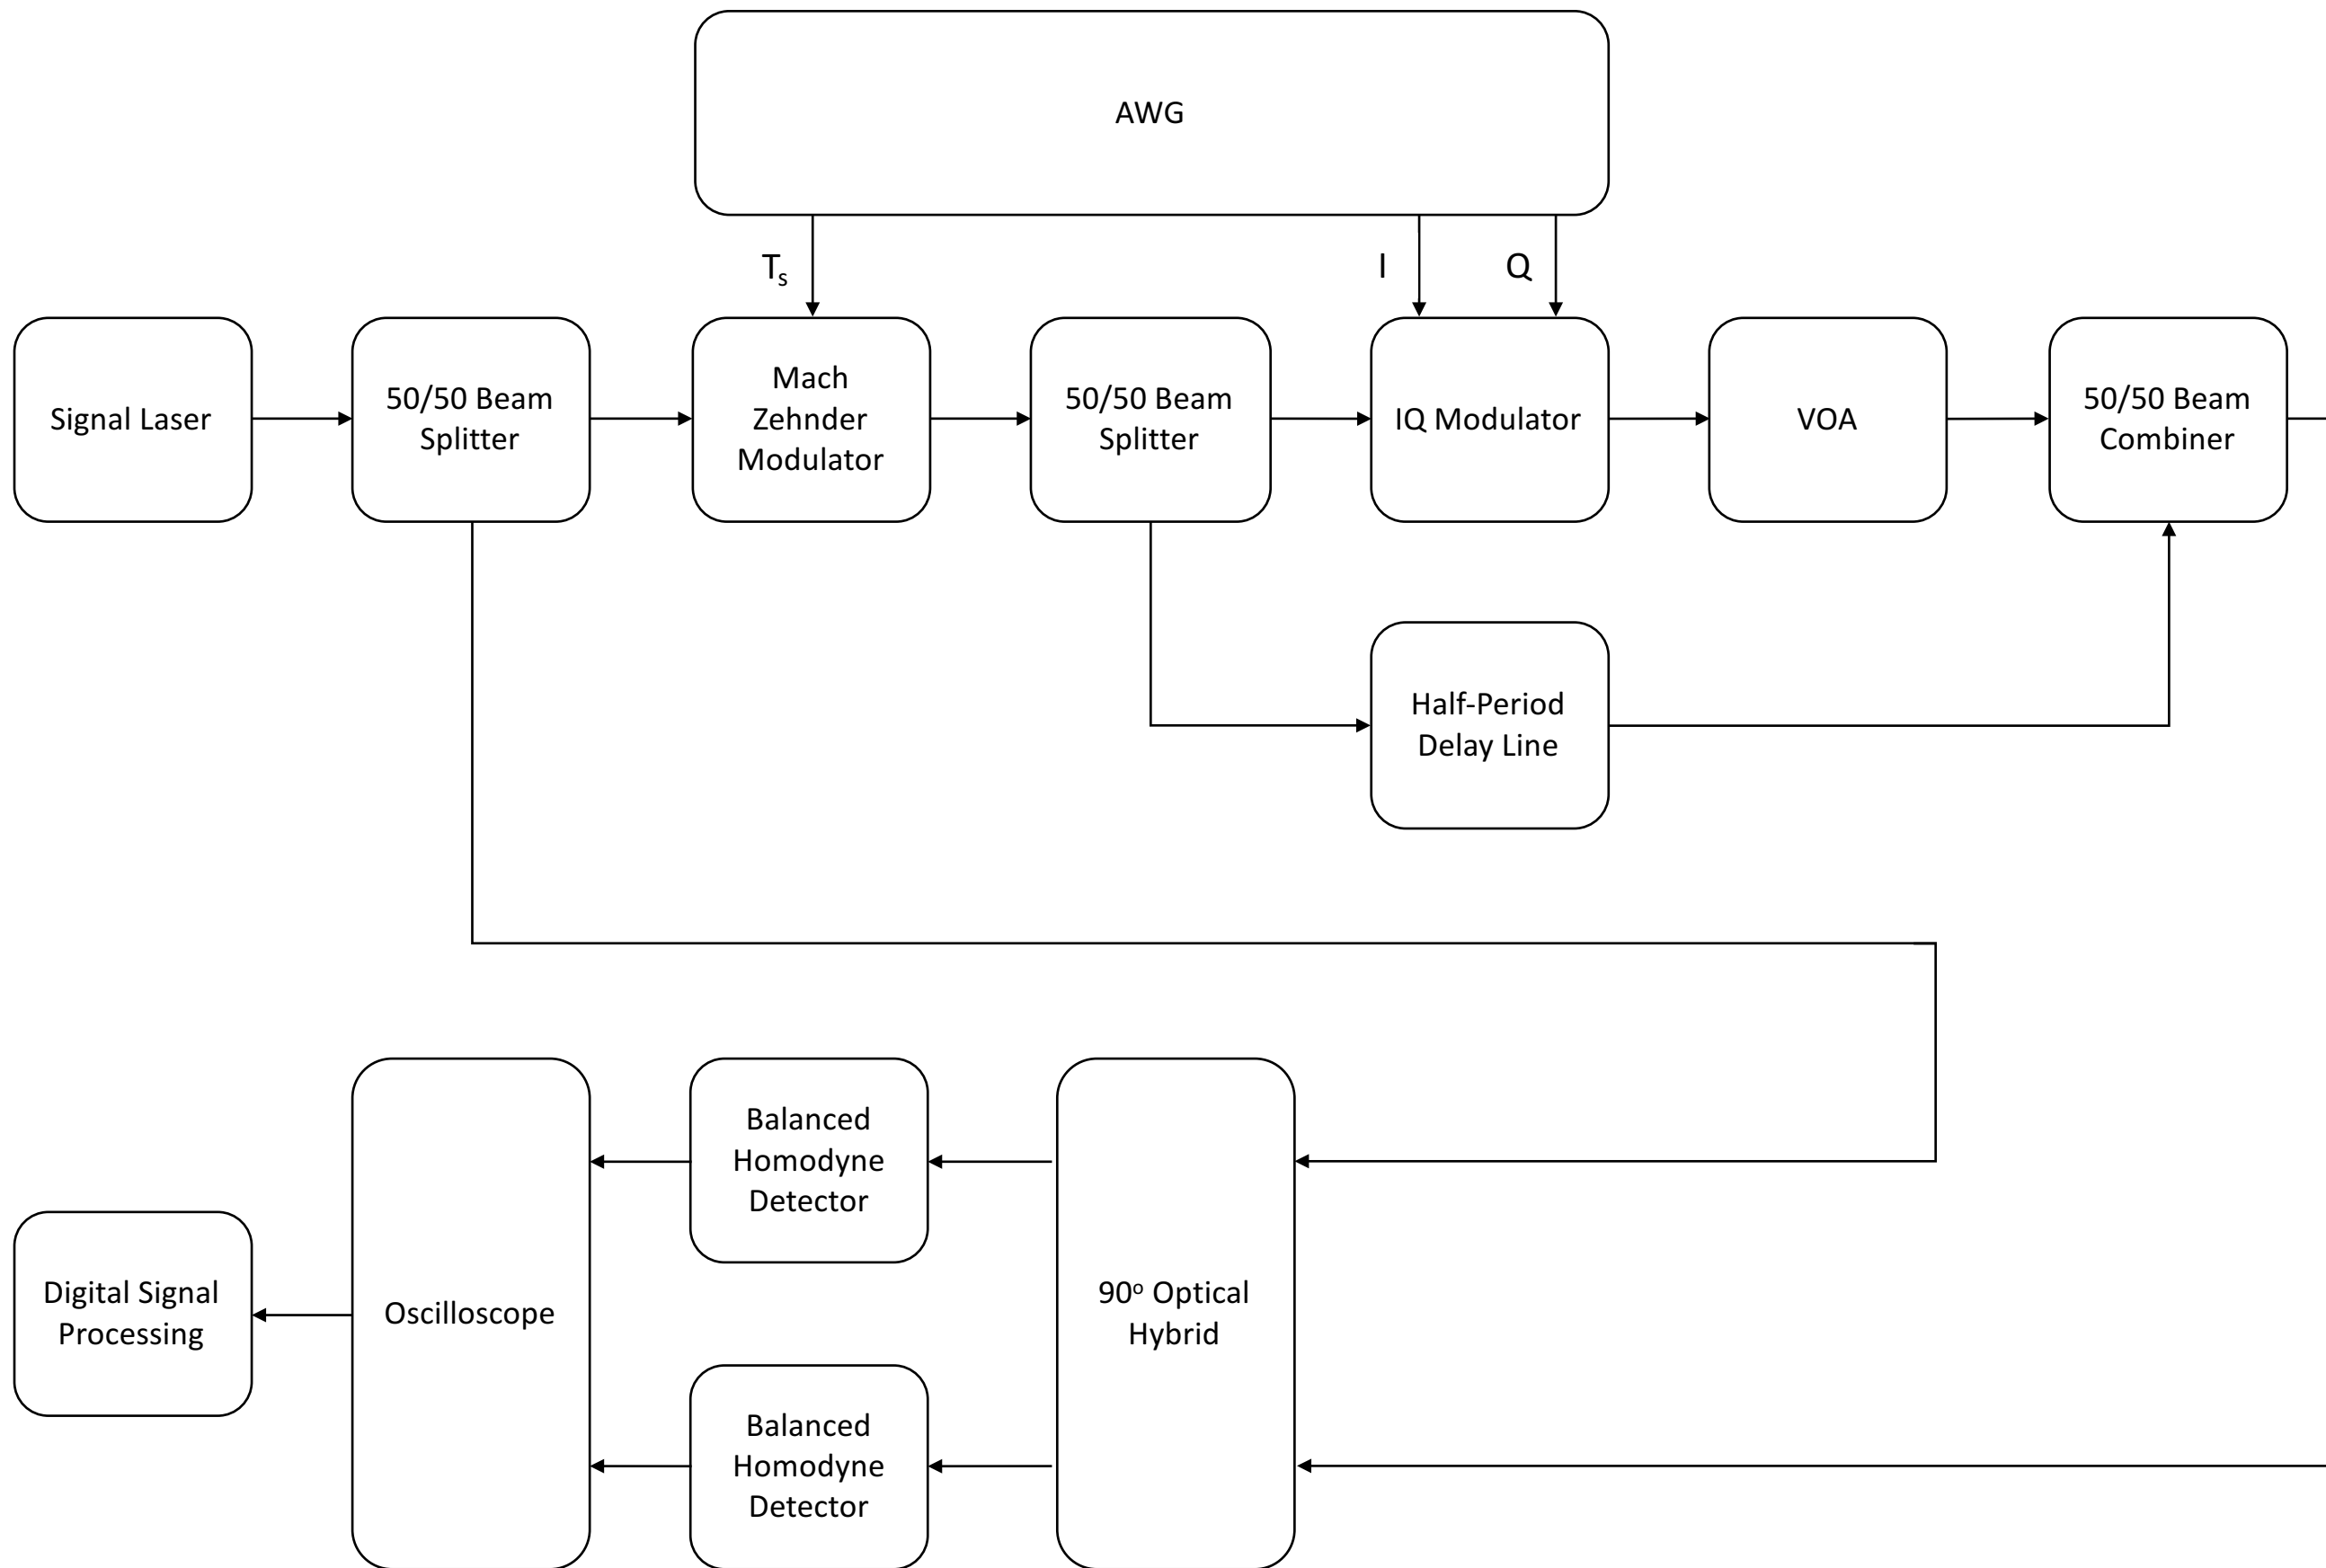 AWG
Ts
I
Q
Signal Laser
50/50 Beam
Splitter
Mach
Zehnder
Modulator
50/50 Beam
Splitter
IQ Modulator
VOA
50/50 Beam
Combiner
Half-Period
Delay Line
Balanced
Homodyne
Detector
Digital Signal
Processing
Oscilloscope
90º Optical
Hybrid
Balanced
Homodyne
Detector